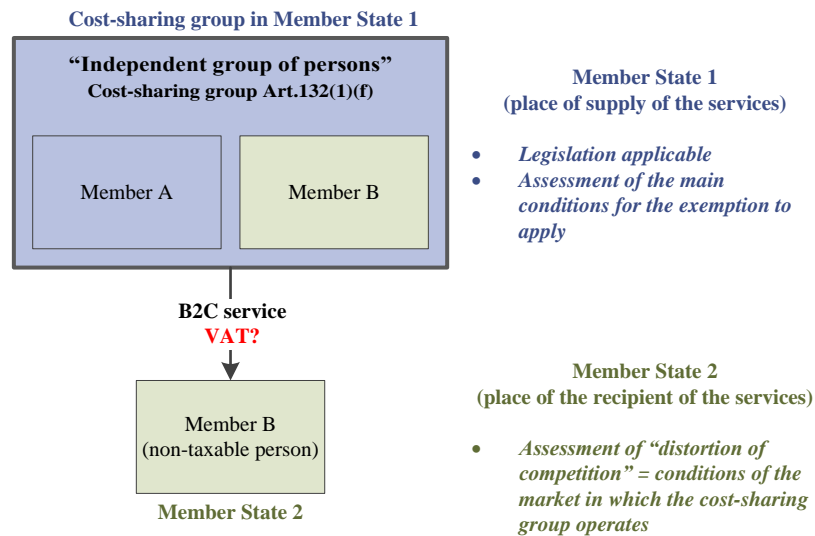 Cost-sharing group in Member State 1
“Independent group of persons”
Cost-sharing group Art.132(1)(f)
Member A
Member B
B2C service
VAT?
Member B
(non-taxable person)
Member State 2
Member State 1
(place of supply of the services)
• Legislation applicable
• Assessment of the main
conditions for the exemption to
apply
Member State 2
(place of the recipient of the services)
• Assessment of “distortion of
competition” = conditions of the
market in which the cost-sharing
group operates